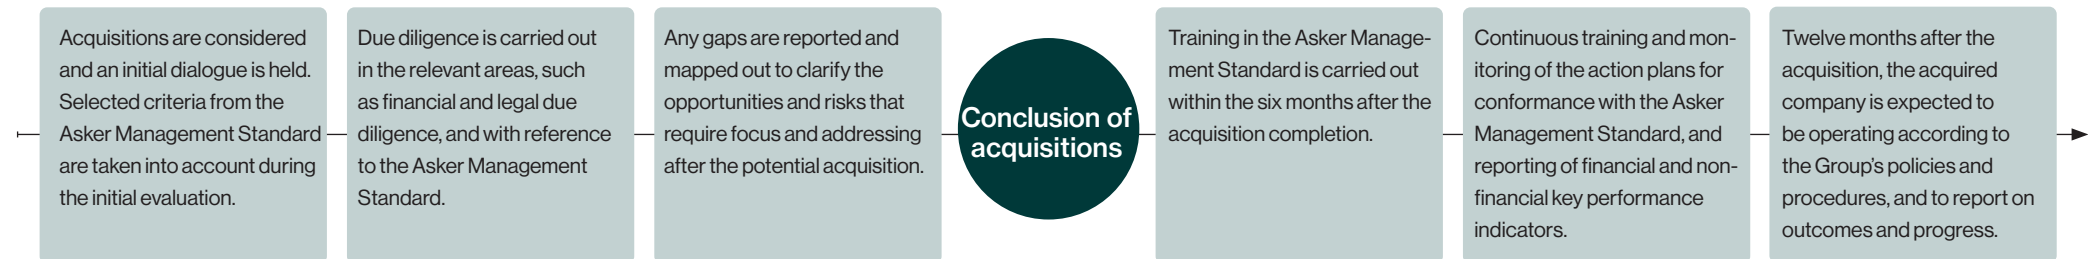 Acquisitions are considered
and an initial dialogue is held.
Selected criteria from the
Asker Management Standard
are taken into account during
the initial evaluation.
Due diligence is carried out
in the relevant areas, such
as financial and legal due
diligence, and with reference
to the Asker Management
Standard.
Any gaps are reported and
mapped out to clarify the
opportunities and risks that
require focus and addressing
after the potential acquisition.
Conclusion of
acquisitions
Training in the Asker Manage-
ment Standard is carried out
within the six months after the
acquisition completion.
Continuous training and mon-
itoring of the action plans for
conformance with the Asker
Management Standard, and
reporting of financial and non-
financial key performance
indicators.
Twelve months after the
acquisition, the acquired
company is expected to
be operating according to
the Group's policies and
procedures, and to report on
outcomes and progress.